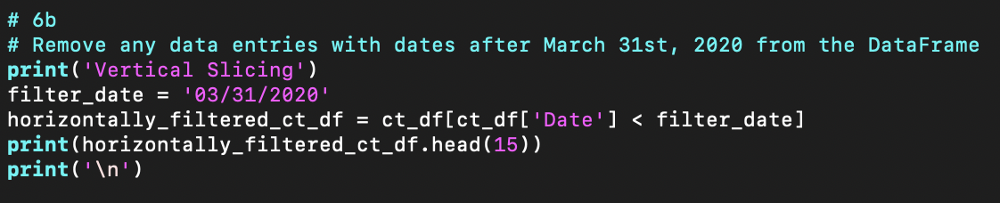 # 6b
# Remove any data entries with dates after March 31st, 2020 from the DataFrame
print('Vertical Slicing')
filter_date = '03/31/2020'
horizontally_filtered_ct_df = ct_df[ct_df['Date'] < filter_date]
print(horizontally_filtered_ct_df.head(15))
print('\n')